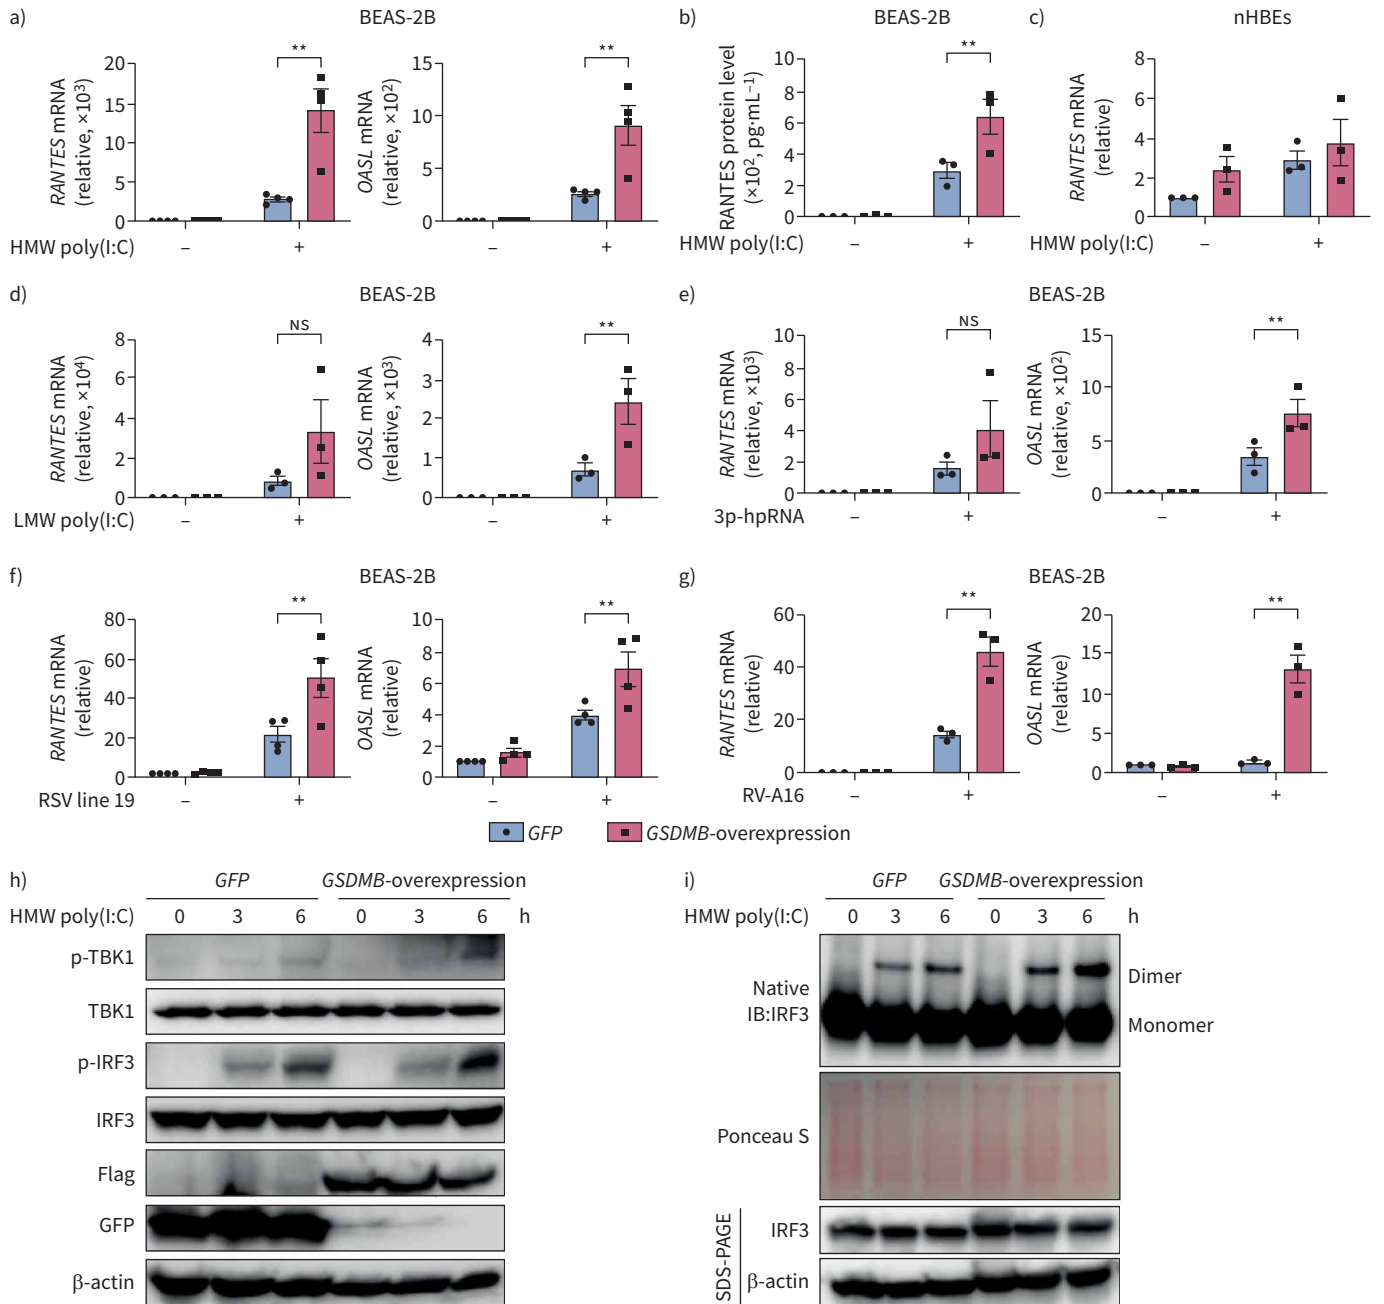 a) BEAS-2B
** **
20 15
15 10
10 5
5 0
0
RANTES mRNA
(relative, ×10³)
OASL mRNA
(relative, ×10²)
HMW poly(I:C) – + – +
b) BEAS-2B
**
10
8
6
4
2
0
RANTES protein level
(×10², pg·mL⁻¹)
HMW poly(I:C) – +
c) nHBEs
8
6
4
2
0
RANTES mRNA
(relative)
HMW poly(I:C) – +
d) BEAS-2B
NS **
8 4
6 3
4 2
2 1
0 0
RANTES mRNA
(relative, ×10⁴)
OASL mRNA
(relative, ×10³)
LMW poly(I:C) – + – +
e) BEAS-2B
NS **
10 15
8 10
6 5
4 0
2
0
RANTES mRNA
(relative, ×10³)
OASL mRNA
(relative, ×10²)
3p-hpRNA – + – +
f) BEAS-2B
** **
80 10
60 8
40 6
20 4
0 2
0
RANTES mRNA
(relative)
OASL mRNA
(relative)
RSV line 19 – + – +
g) BEAS-2B
** **
60 20
40 15
20 10
0 5
0
RANTES mRNA
(relative)
OASL mRNA
(relative)
RV-A16 – + – +
GFP GSDMB-overexpression
h) GFP GSDMB-overexpression
HMW poly(I:C) 0 3 6 0 3 6 h
p-TBK1
TBK1
p-IRF3
IRF3
Flag
GFP
β-actin
i) GFP GSDMB-overexpression
HMW poly(I:C) 0 3 6 0 3 6 h
Native
IB:IRF3
Dimer
Monomer
Ponceau S
SDS-PAGE
IRF3
β-actin